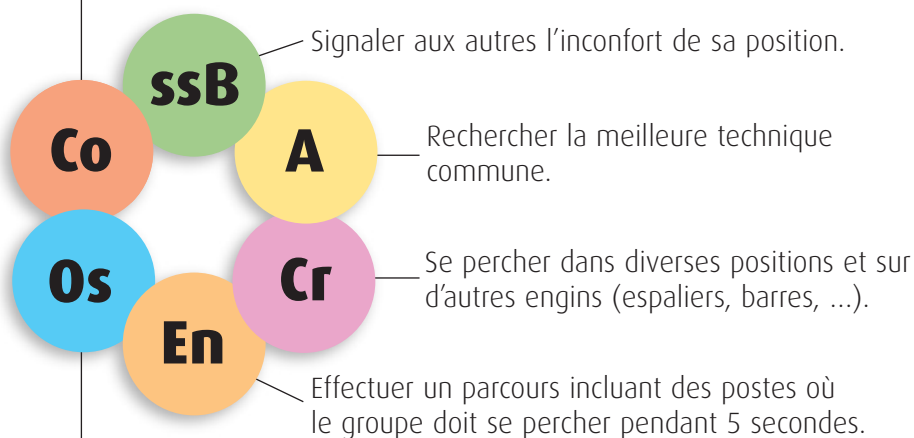 ssB
Signaler aux autres l’inconfort de sa position.
Co
A
Rechercher la meilleure technique
commune.
Os
Cr
Se percher dans diverses positions et sur
d’autres engins (espaliers, barres, ...).
En
Effectuer un parcours incluant des postes où
le groupe doit se percher pendant 5 secondes.